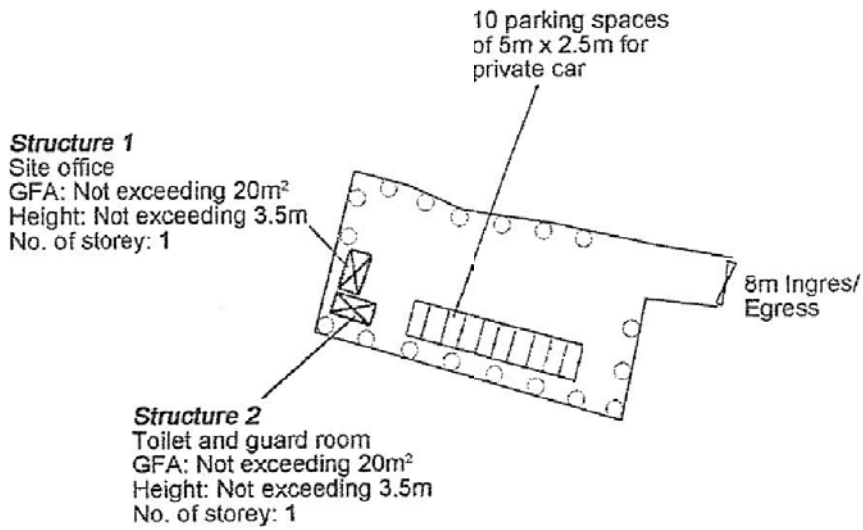 10 parking spaces
of 5m x 2.5m for
private car
Structure 1
Site office
GFA: Not exceeding 20m²
Height: Not exceeding 3.5m
No. of storey: 1
8m Ingres/
Egress
Structure 2
Toilet and guard room
GFA: Not exceeding 20m²
Height: Not exceeding 3.5m
No. of storey: 1